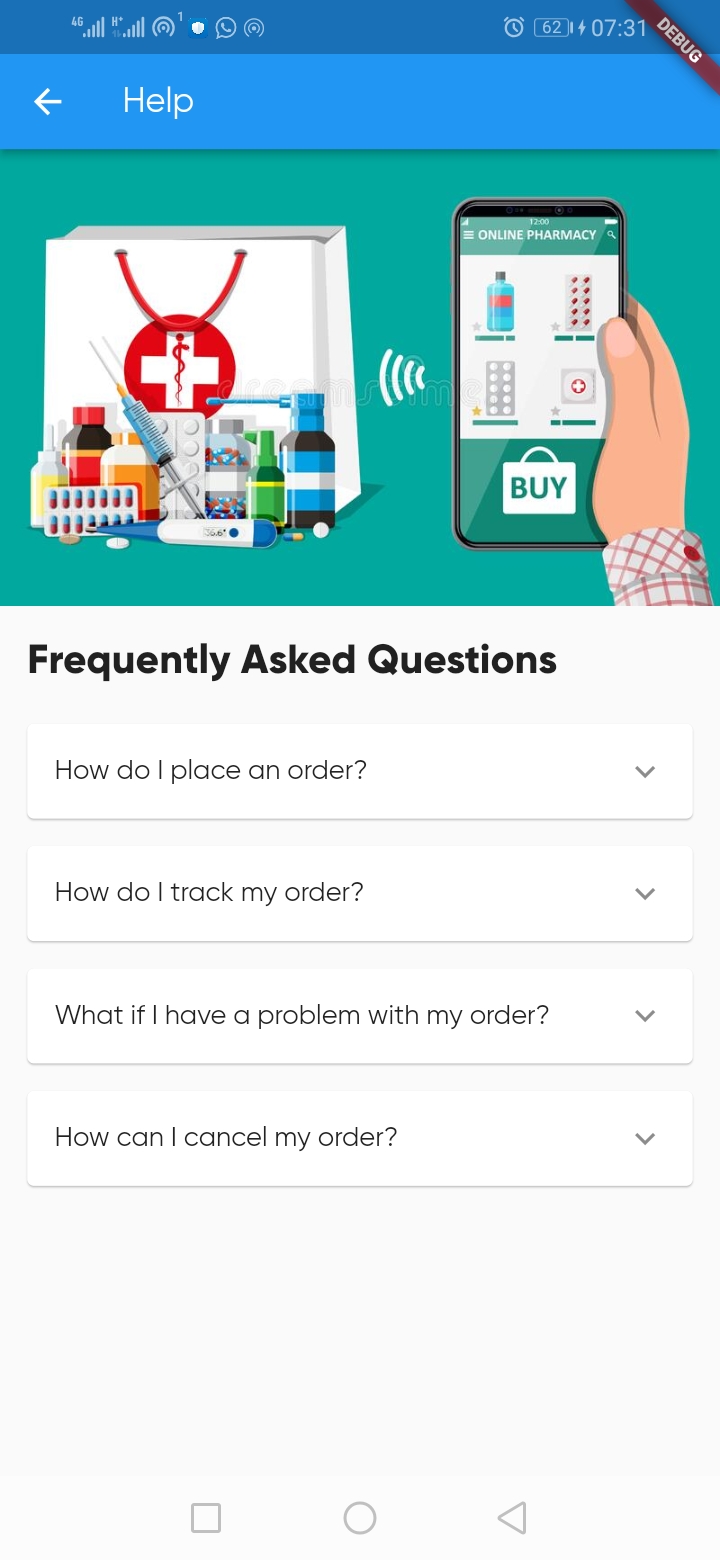 4G H+ 1 62 07:31
DEBUG
Help
12:00
ONLINE PHARMACY
dreamstime
36.6°
BUY
Frequently Asked Questions
How do I place an order?
How do I track my order?
What if I have a problem with my order?
How can I cancel my order?